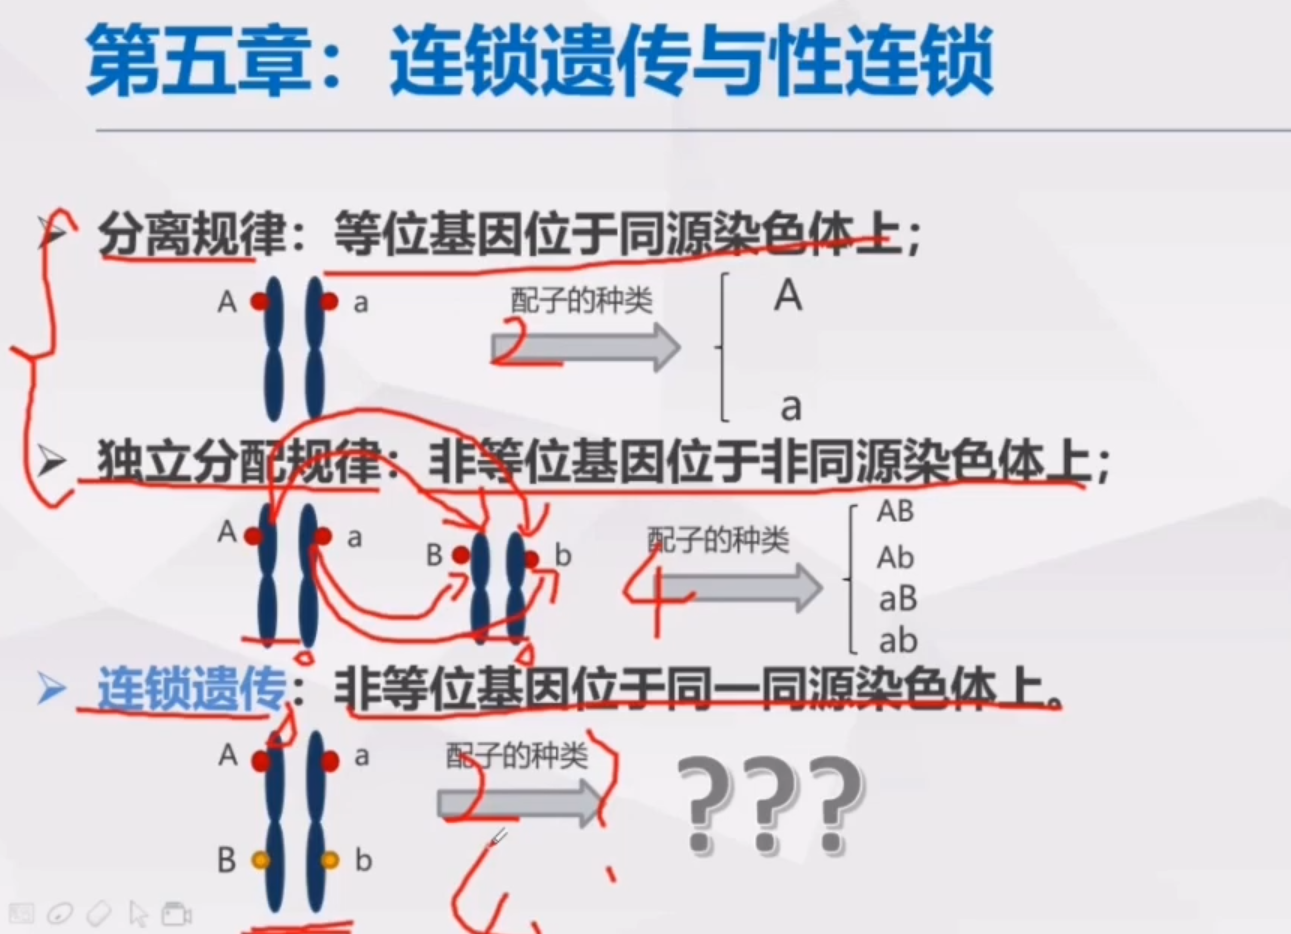 第五章：连锁遗传与性连锁
分离规律：等位基因位于同源染色体上；
A a 配子的种类 A
2
a
独立分配规律：非等位基因位于非同源染色体上；
A a B b 配子的种类 AB
Ab
4
aB
ab
连锁遗传：非等位基因位于同一同源染色体上。
A a 配子的种类 ???
2
B b